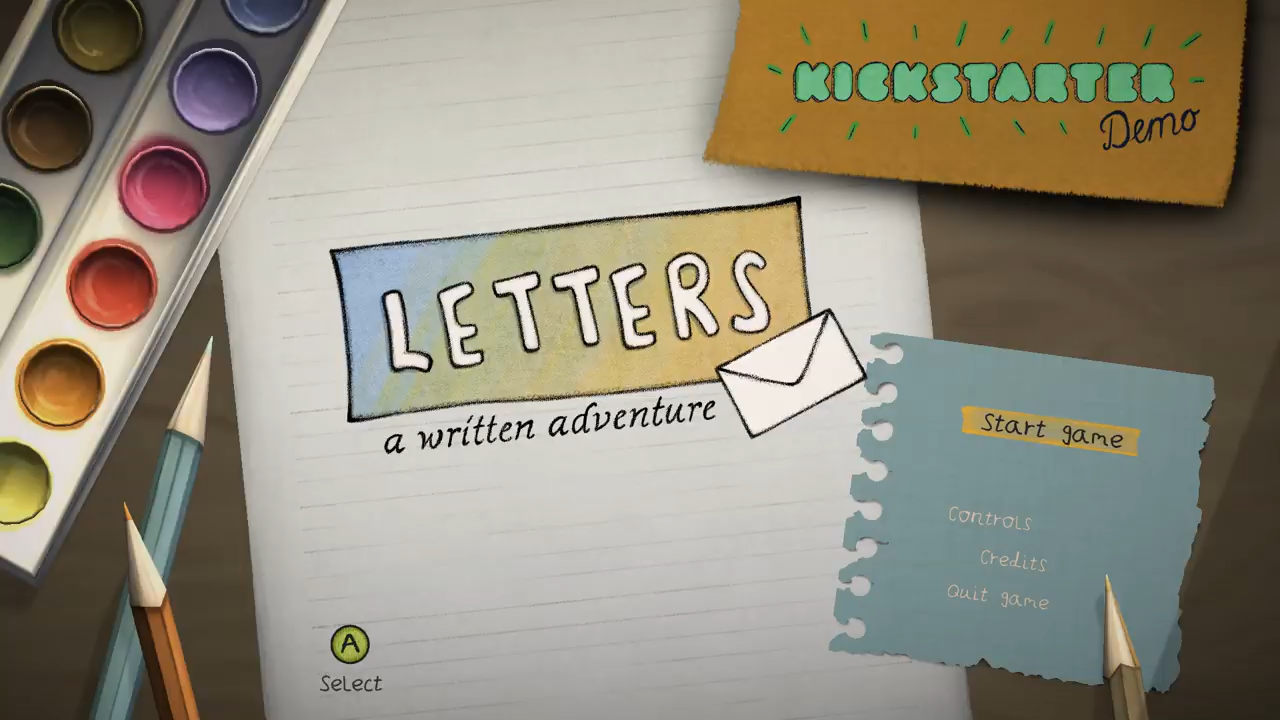 KICKSTARTER
Demo
LETTERS
a written adventure
Start game
Controls
Credits
Quit game
A
Select